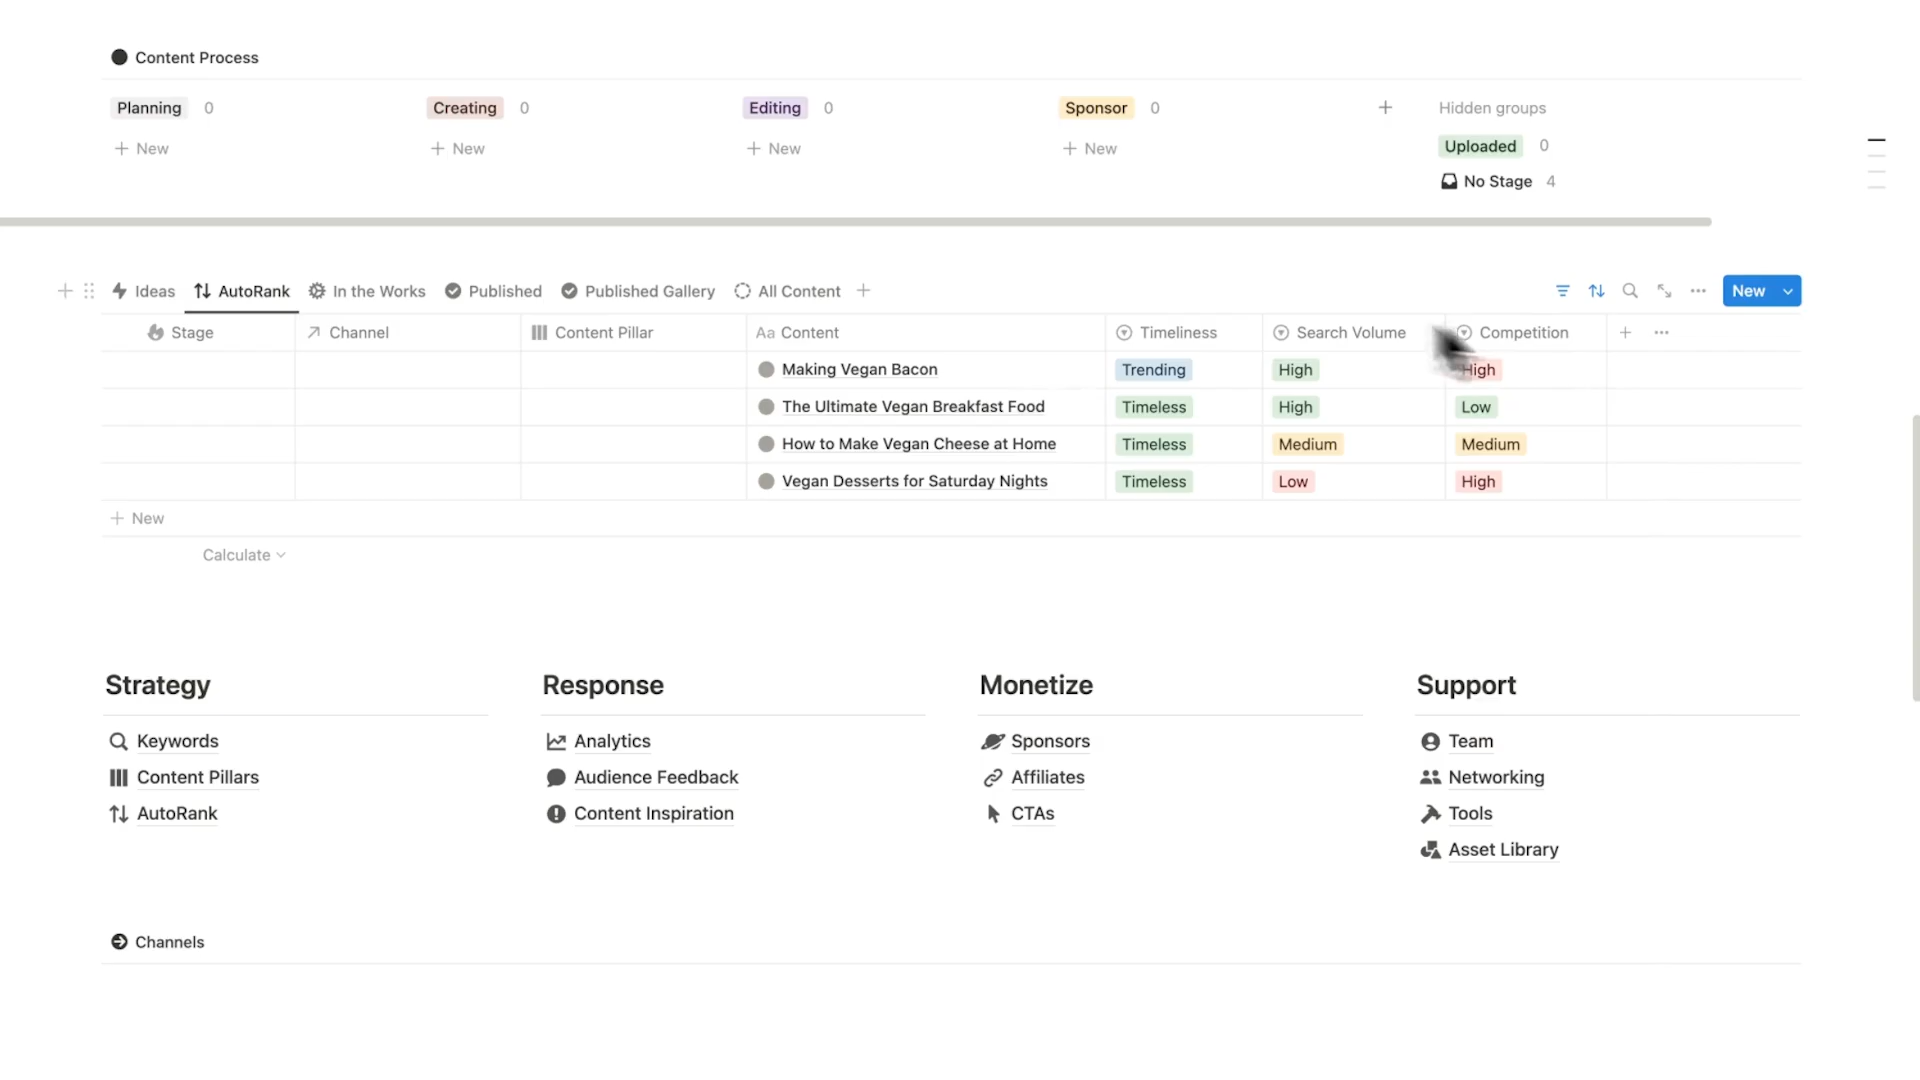 Content Process
Planning 0 Creating 0 Editing 0 Sponsor 0 Hidden groups
New New New New
Uploaded 0
No Stage 4
Ideas AutoRank In the Works Published Published Gallery All Content New
Stage Channel Content Pillar Aa Content Timeliness Search Volume Competition
Making Vegan Bacon Trending High High
The Ultimate Vegan Breakfast Food Timeless High Low
How to Make Vegan Cheese at Home Timeless Medium Medium
Vegan Desserts for Saturday Nights Timeless Low High
New
Calculate
Strategy Response Monetize Support
Keywords Analytics Sponsors Team
Content Pillars Audience Feedback Affiliates Networking
AutoRank Content Inspiration CTAs Tools
Asset Library
Channels